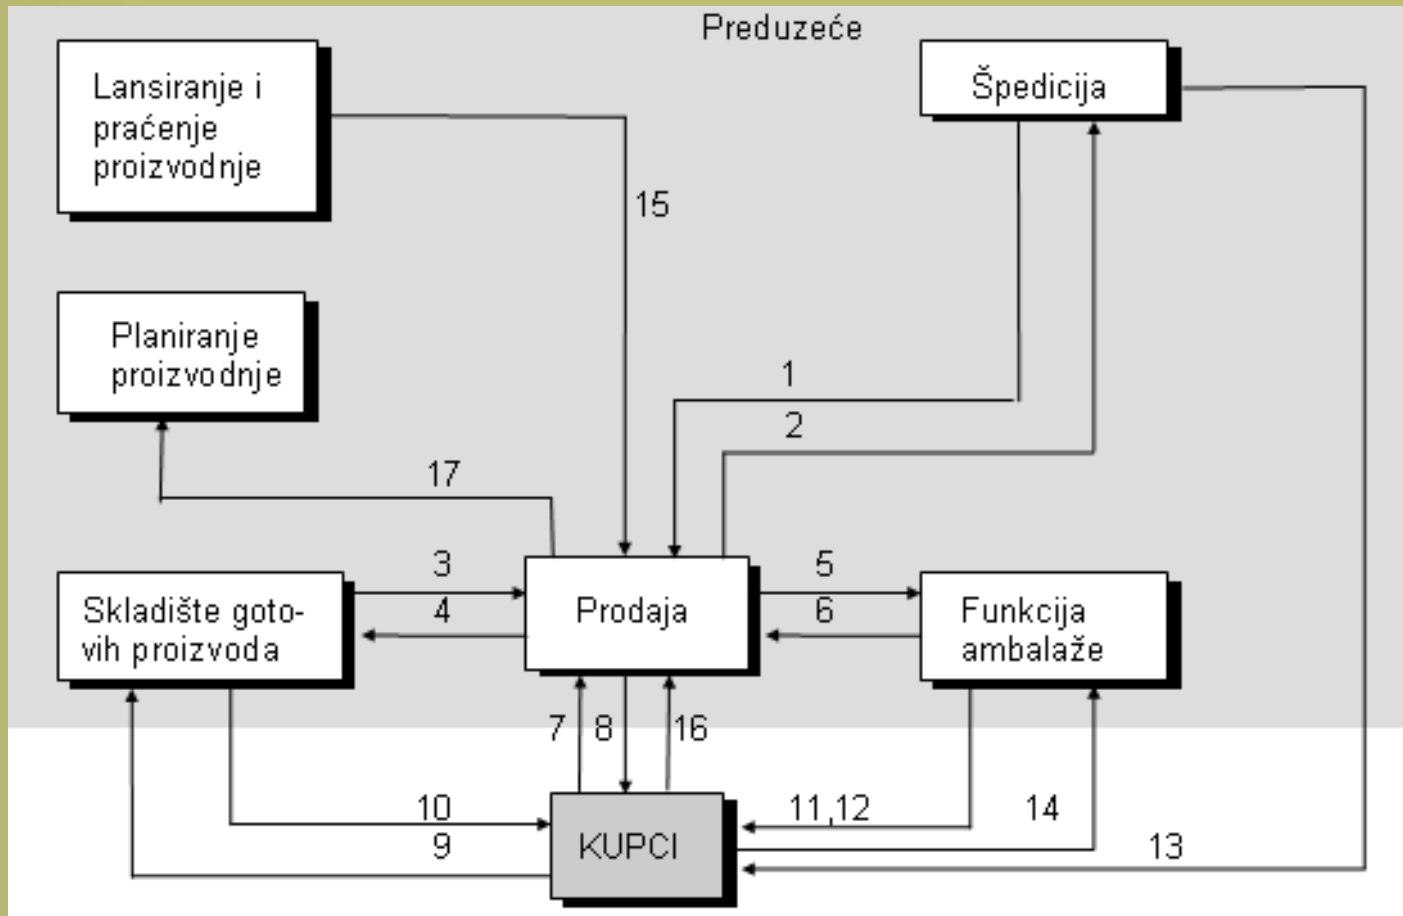 Preduzeće
Lansiranje i
praćenje
proizvodnje
Špedicija
15
Planiranje
proizvodnje
1
2
17
3
4
5
6
Skladište goto-
vih proizvoda
Prodaja
Funkcija
ambalaže
7
8
16
10
9
KUPCI
11,12
14
13